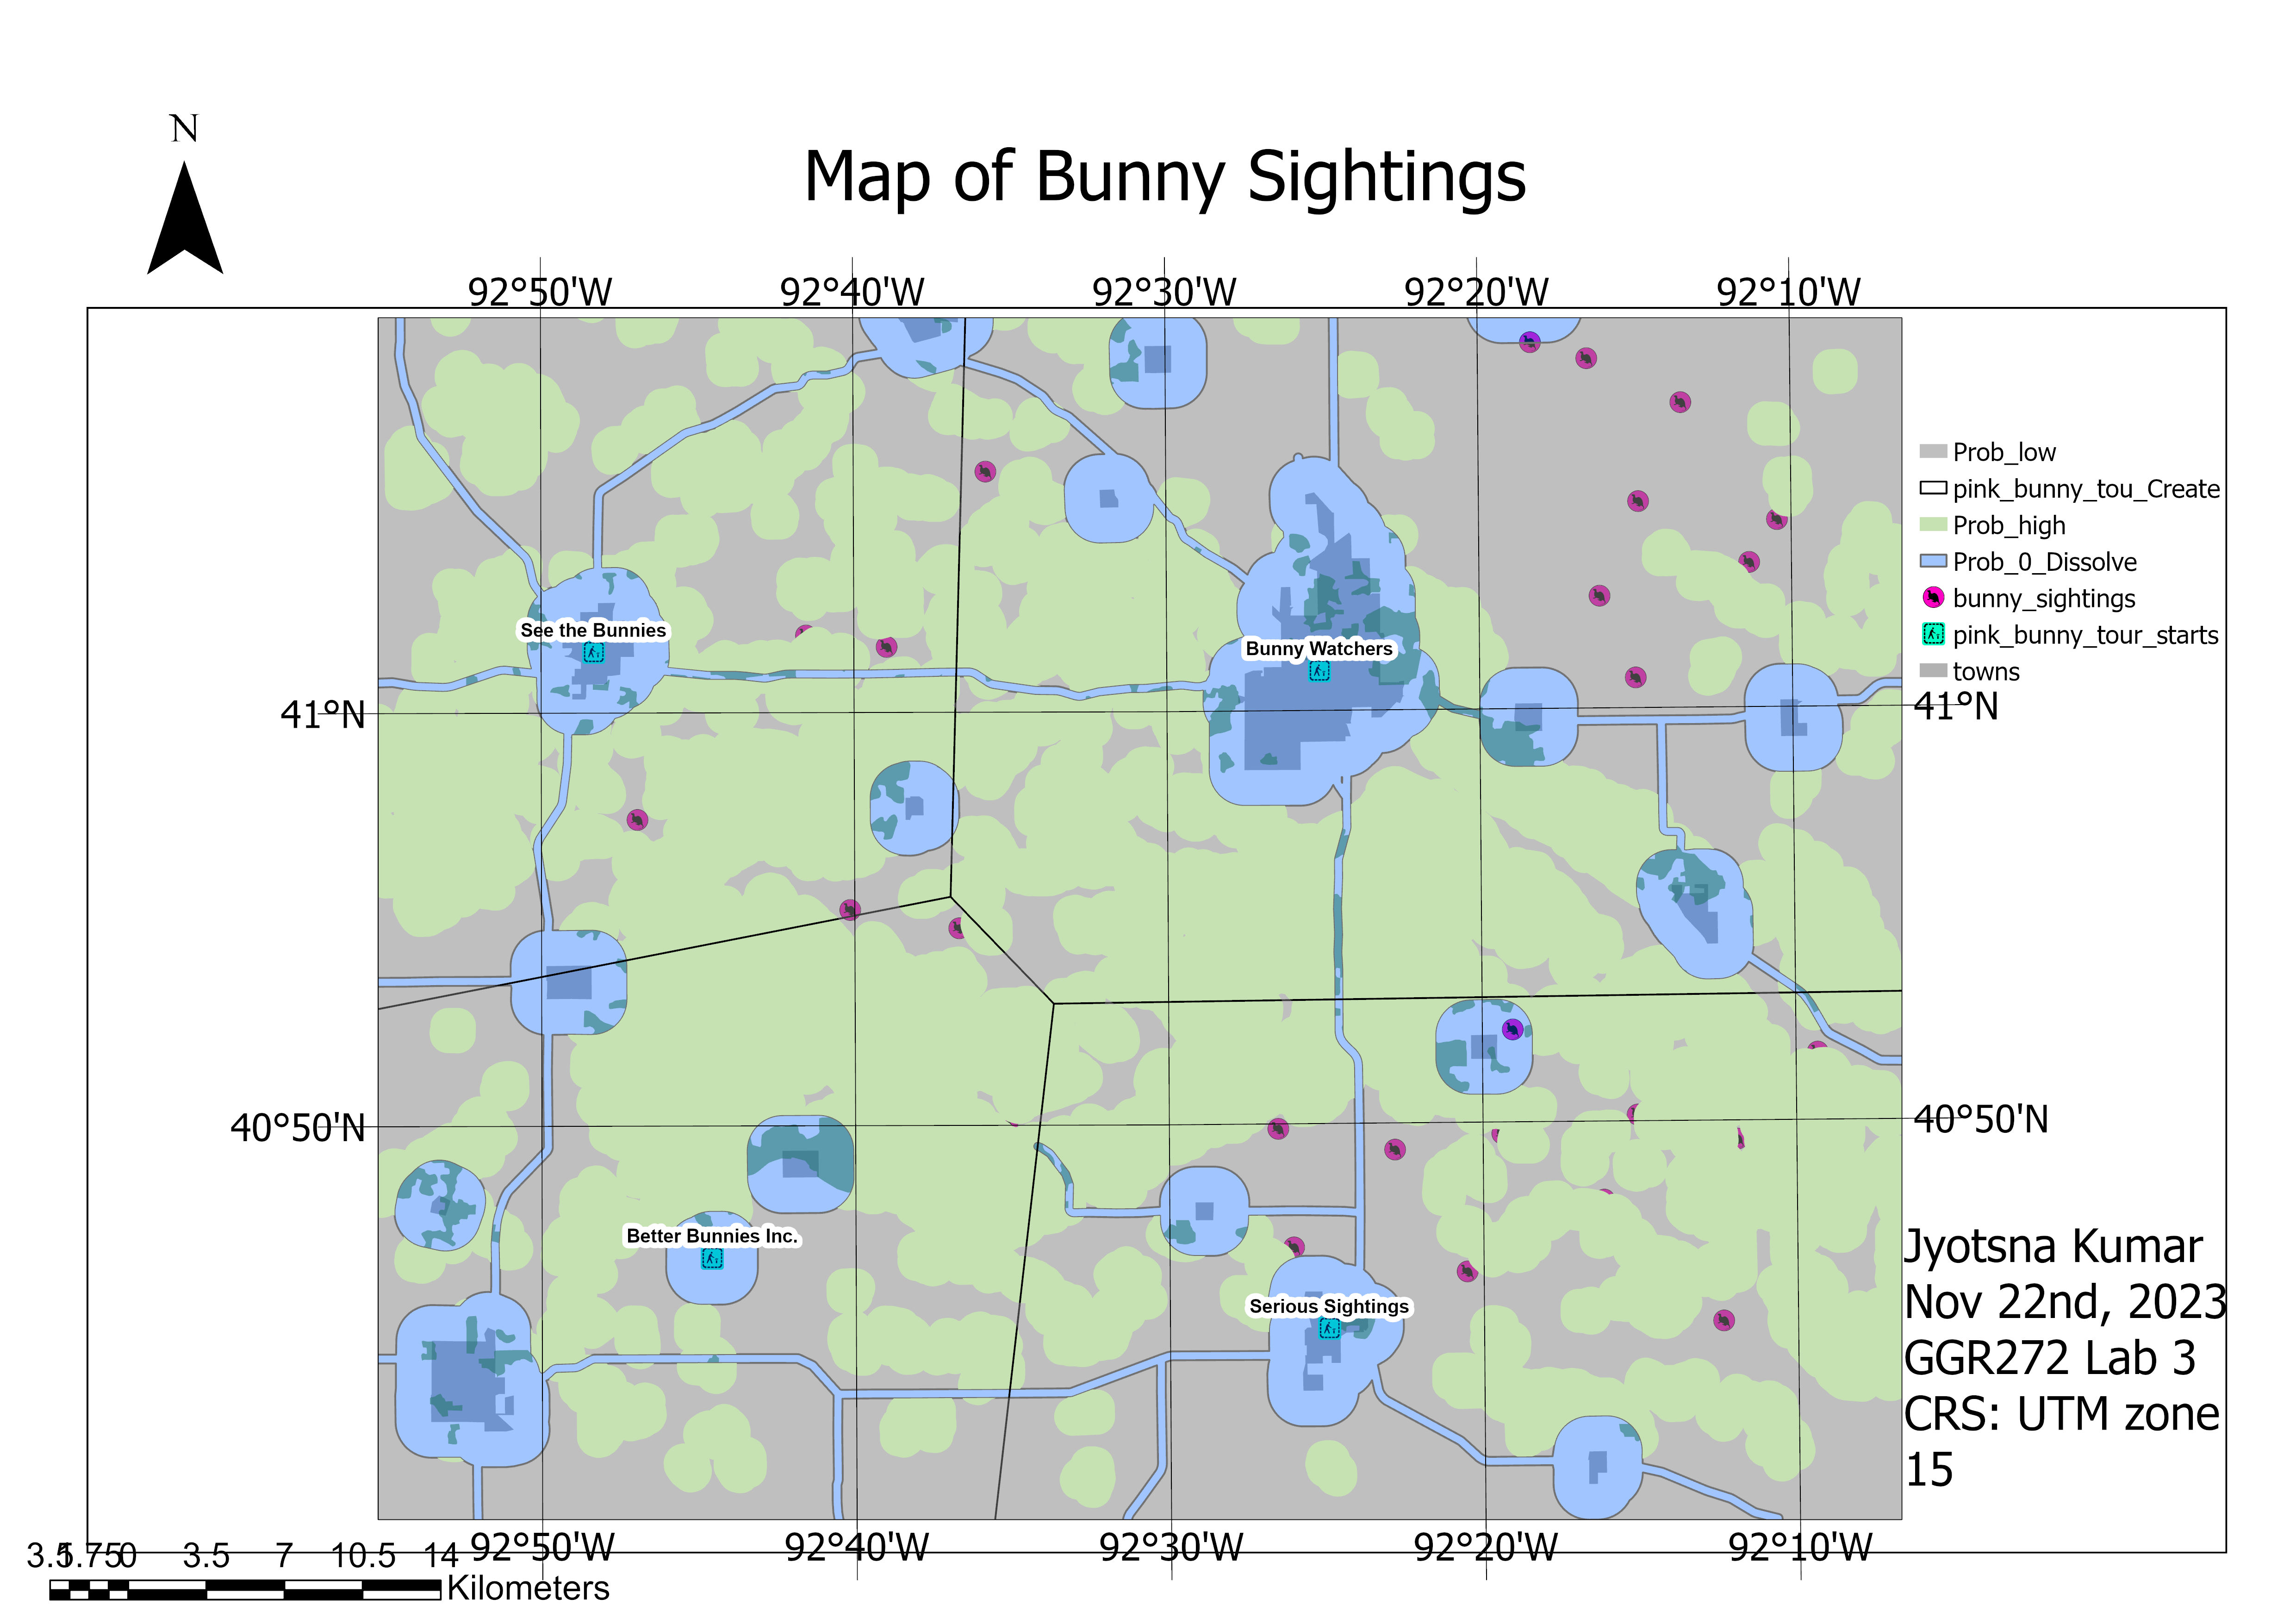 N
Map of Bunny Sightings
92°50'W 92°40'W 92°30'W 92°20'W 92°10'W
Prob_low
pink_bunny_tou_Create
Prob_high
Prob_0_Dissolve
bunny_sightings
pink_bunny_tour_starts
towns
See the Bunnies
Bunny Watchers
41°N 41°N
40°50'N 40°50'N
Better Bunnies Inc.
Serious Sightings
Jyotsna Kumar
Nov 22nd, 2023
GGR272 Lab 3
CRS: UTM zone
15
92°50'W 92°40'W 92°30'W 92°20'W 92°10'W
3.5 1.75 0 3.5 7 10.5 14
Kilometers